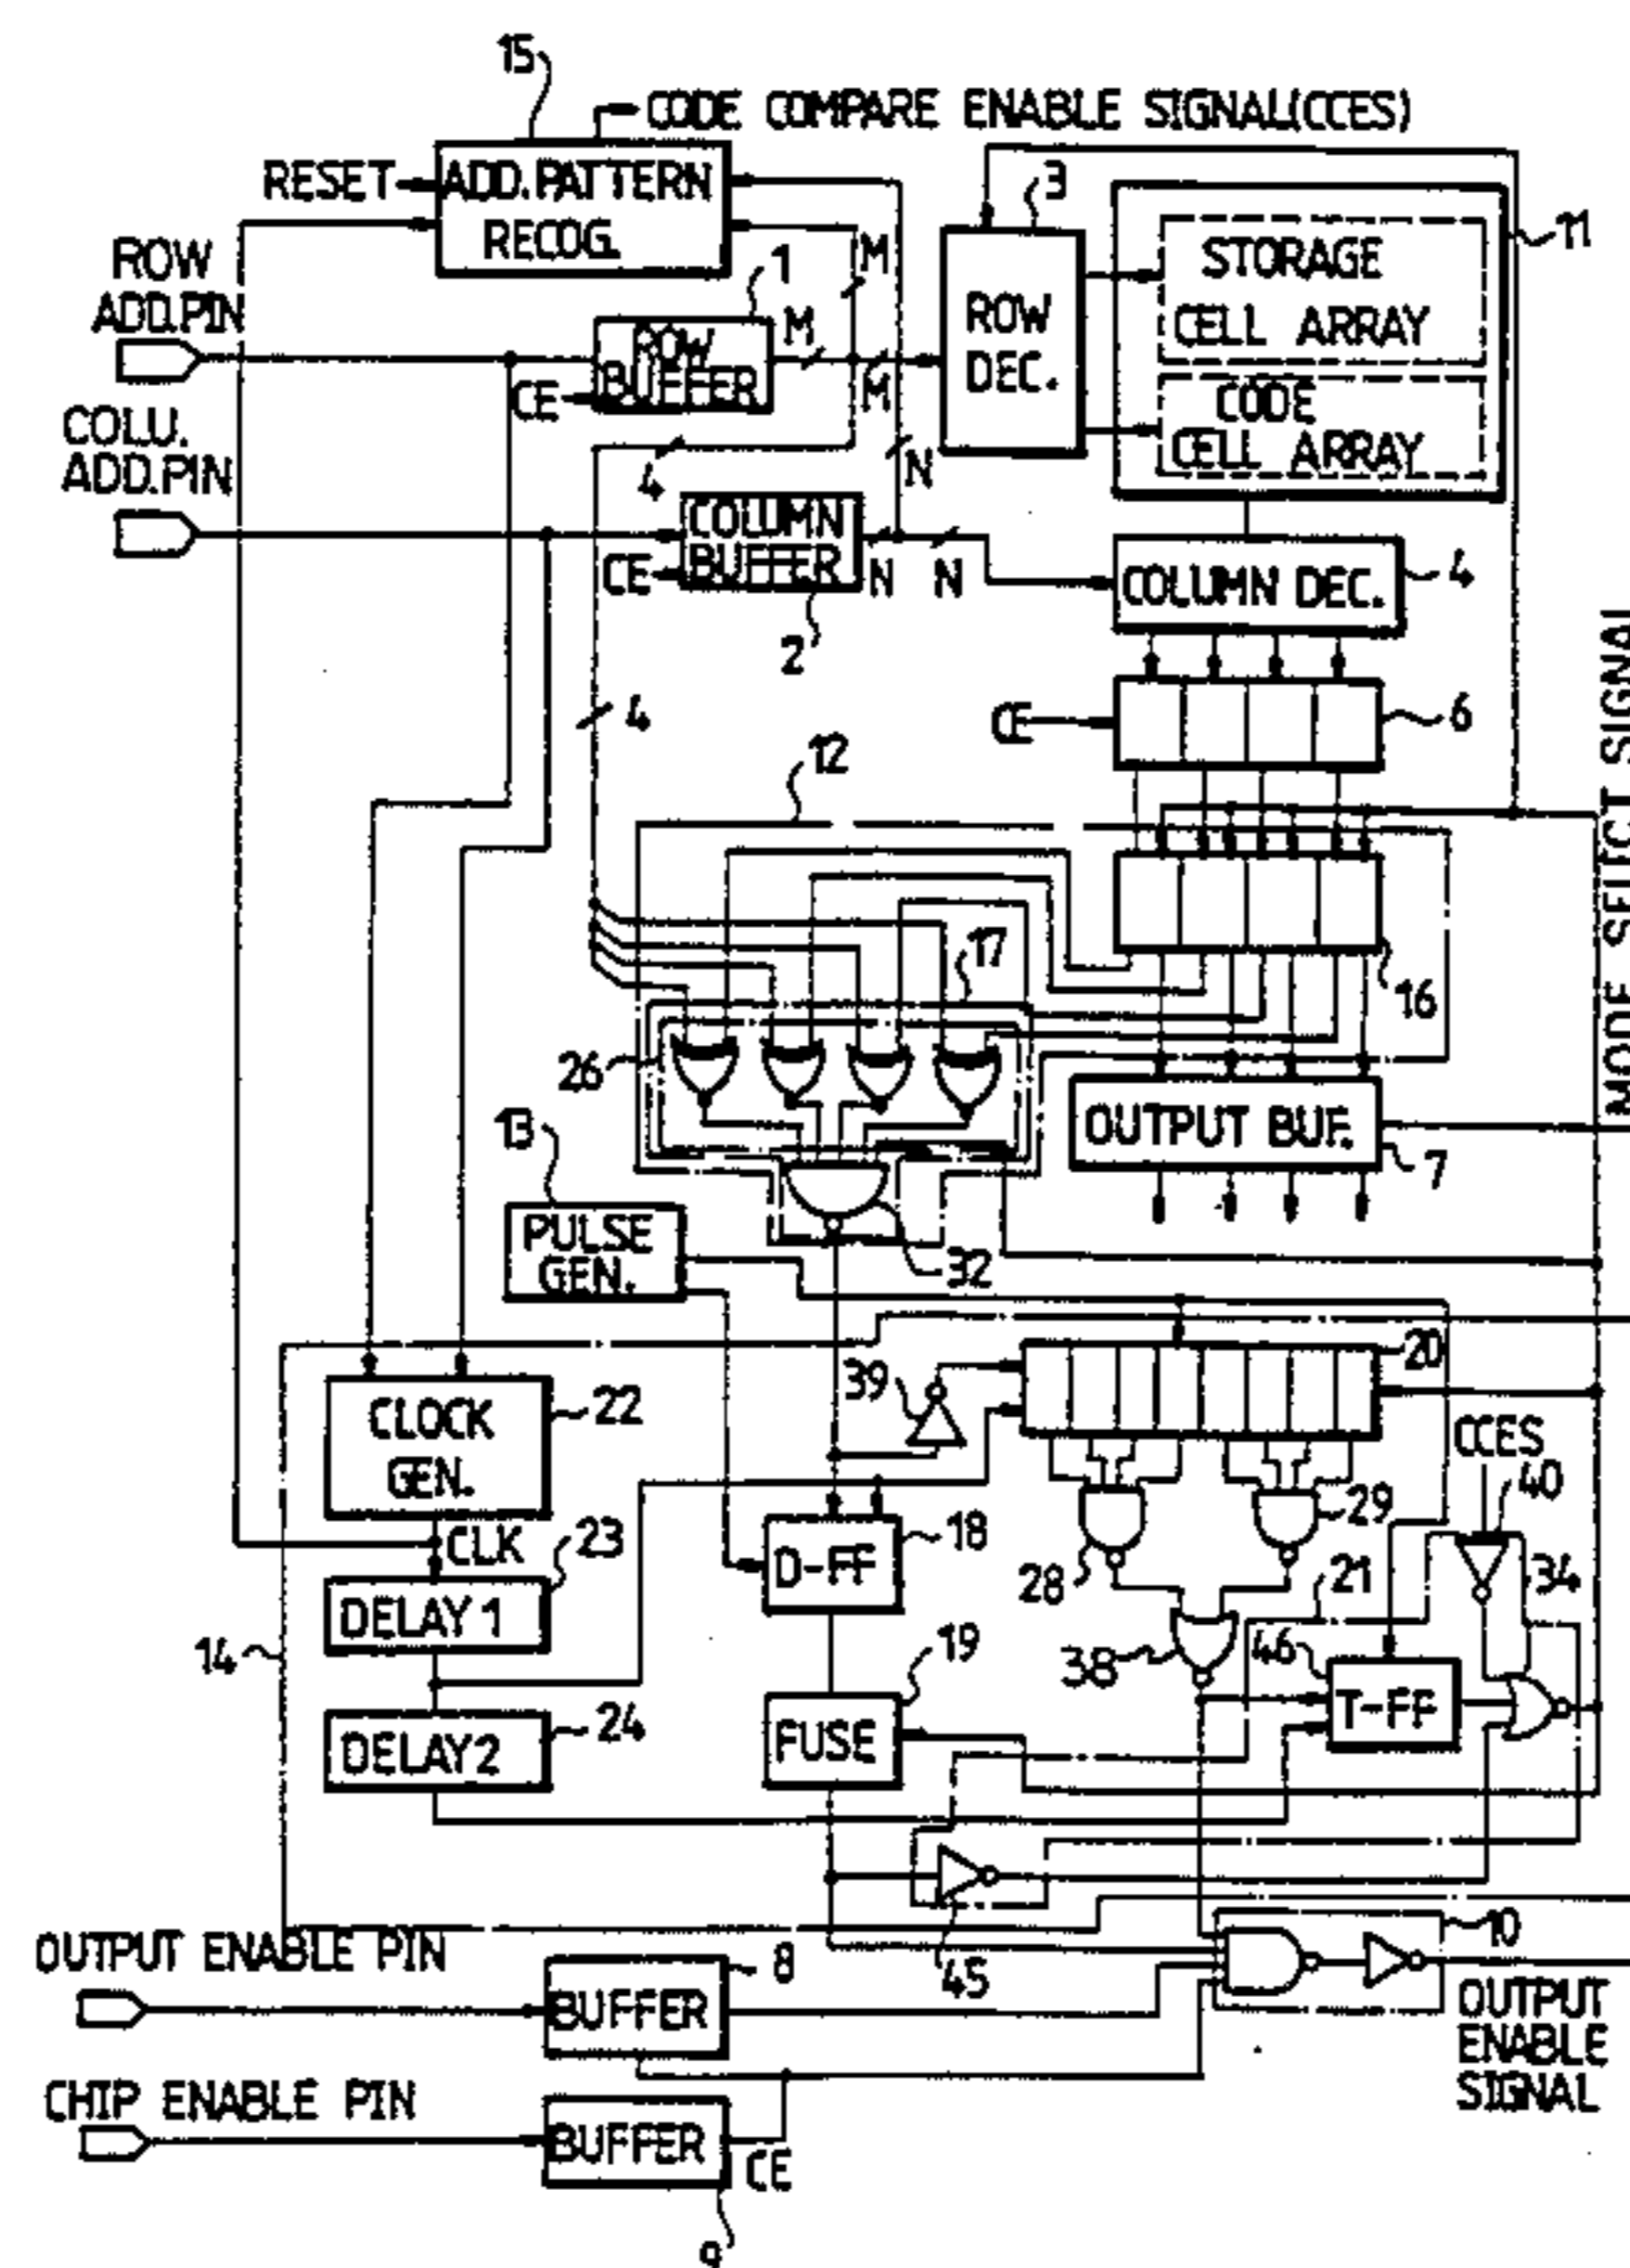 15
CODE COMPARE ENABLE SIGNAL(CCES)
RESET
ADD.PATTERN
RECOG.
3
11
STORAGE
CELL ARRAY
CODE
CELL ARRAY
ROW
ADD.PIN
1
M
M
M
ROW
BUFFER
CE
ROW
DEC.
COLU.
ADD.PIN
4
N
COLUMN
BUFFER
CE
N
N
2
COLUMN DEC.
4
4
CE
6
MODE SELECT SIGNAL
12
17
16
26
OUTPUT BUF.
7
13
PULSE
GEN.
32
20
39
CLOCK
GEN.
22
CCES
40
CLK
23
DELAY 1
D-FF
18
28
29
21
34
14
19
38
46
DELAY2
24
FUSE
T-FF
45
10
OUTPUT ENABLE PIN
8
BUFFER
OUTPUT
ENABLE
SIGNAL
CHIP ENABLE PIN
BUFFER
CE
9